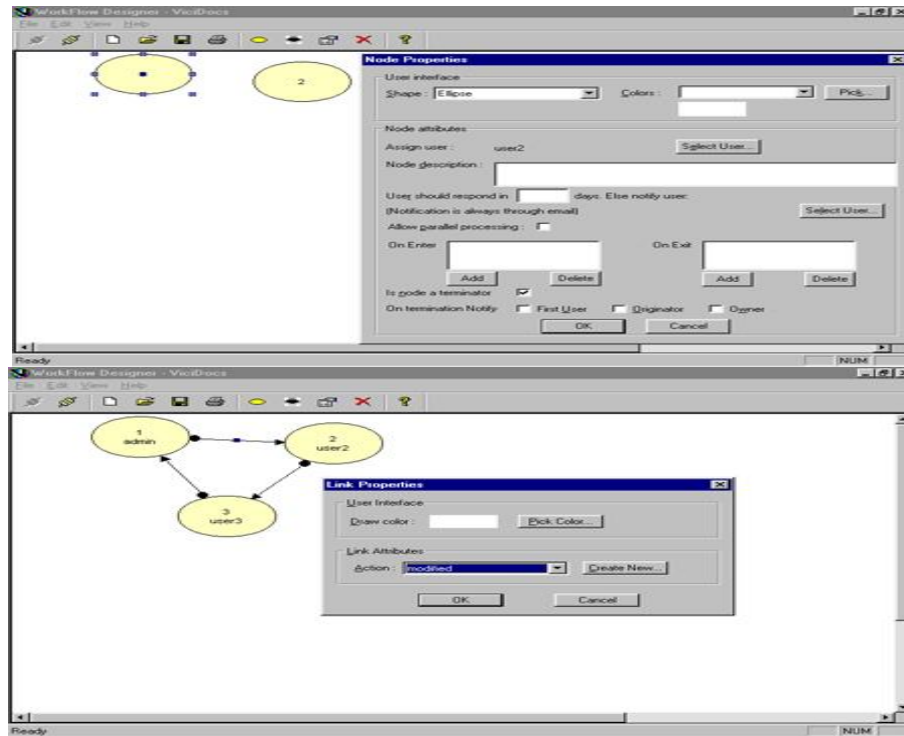 WorkFlow Designer - ViciDocs
File Edit View Help
2
Node Properties
User interface
Shape : Ellipse Colors : Pick...
Node attributes
Assign user : user2 Select User...
Node description :
User should respond in days. Else notify user:
(Notification is always through email) Select User...
Allow parallel processing :
On Enter On Exit
Add Delete Add Delete
Is node a terminator
On termination Notify First User Originator Owner
OK Cancel
Ready NUM
WorkFlow Designer - ViciDocs
File Edit View Help
1
admin
2
user2
3
user3
Link Properties
User Interface
Draw color : Pick Color...
Link Attributes
Action : modified Create New...
OK Cancel
Ready NUM